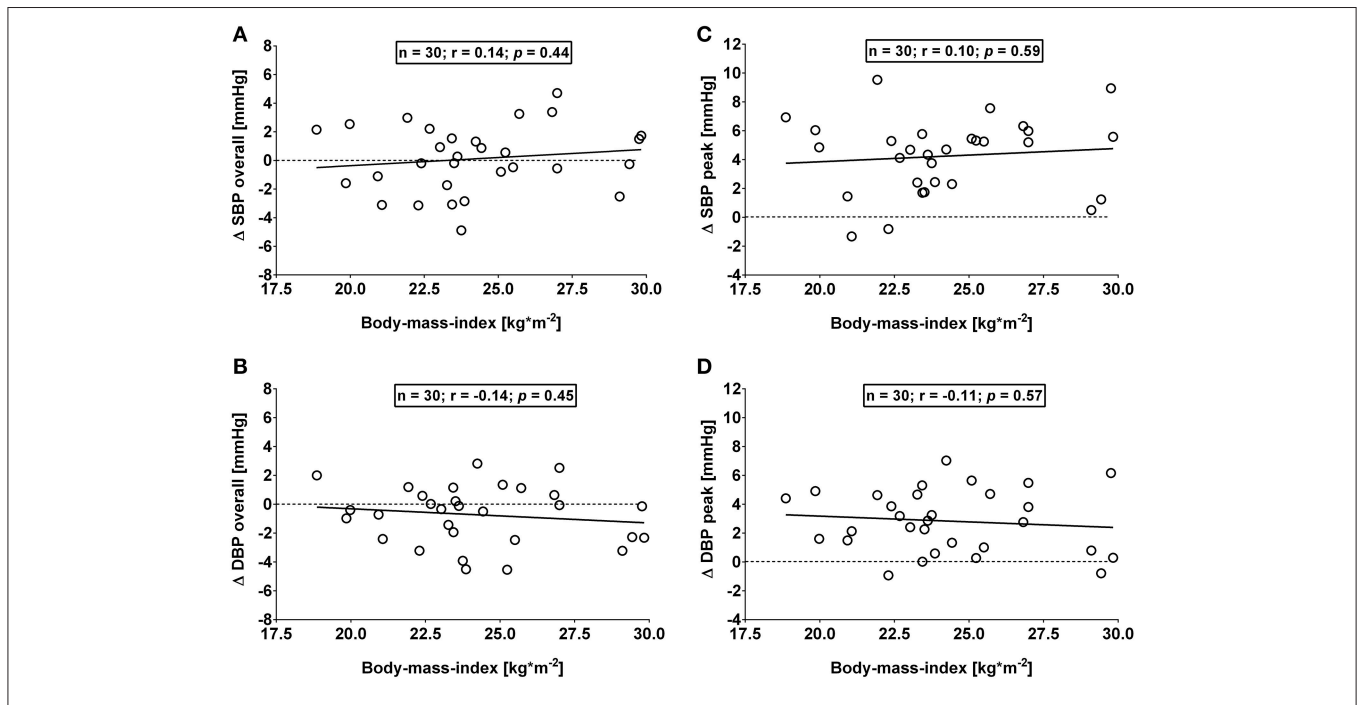 A
n = 30; r = 0.14; p = 0.44
Δ SBP overall [mmHg]
8
6
4
2
0
-2
-4
-6
-8
17.5 20.0 22.5 25.0 27.5 30.0
Body-mass-index [kg*m-2]
C
n = 30; r = 0.10; p = 0.59
Δ SBP peak [mmHg]
12
10
8
6
4
2
0
-2
-4
17.5 20.0 22.5 25.0 27.5 30.0
Body-mass-index [kg*m-2]
B
n = 30; r = -0.14; p = 0.45
Δ DBP overall [mmHg]
8
6
4
2
0
-2
-4
-6
-8
17.5 20.0 22.5 25.0 27.5 30.0
Body-mass-index [kg*m-2]
D
n = 30; r = -0.11; p = 0.57
Δ DBP peak [mmHg]
12
10
8
6
4
2
0
-2
-4
17.5 20.0 22.5 25.0 27.5 30.0
Body-mass-index [kg*m-2]